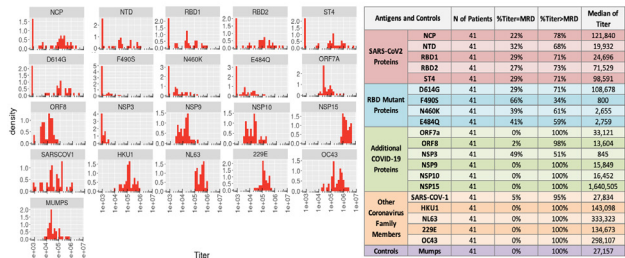 NCP NTD RBD1 RBD2 ST4
D614G F490S N460K E484Q ORF7A
ORF8 NSP3 NSP9 NSP10 NSP15
SARSCOV1 HKU1 NL63 229E OC43
MUMPS
density
Titer
Antigens and Controls N of Patients %Titer=MRD %Titer>MRD Median of Titer
SARS-CoV2 Proteins
NCP 41 22% 78% 121,840
NTD 41 32% 68% 19,932
RBD1 41 29% 71% 24,696
RBD2 41 27% 73% 71,529
ST4 41 29% 71% 98,591
RBD Mutant Proteins
D614G 41 29% 71% 108,678
F490S 41 66% 34% 800
N460K 41 39% 61% 2,655
E484Q 41 41% 59% 2,759
Additional COVID-19 Proteins
ORF7a 41 0% 100% 33,121
ORF8 41 2% 98% 13,604
NSP3 41 49% 51% 845
NSP9 41 0% 100% 15,849
NSP10 41 0% 100% 16,452
NSP15 41 0% 100% 1,640,505
Other Coronavirus Family Members
SARS-COV-1 41 5% 95% 27,834
HKU1 41 0% 100% 143,098
NL63 41 0% 100% 333,323
229E 41 0% 100% 134,673
OC43 41 0% 100% 298,107
Controls Mumps 41 0% 100% 27,157